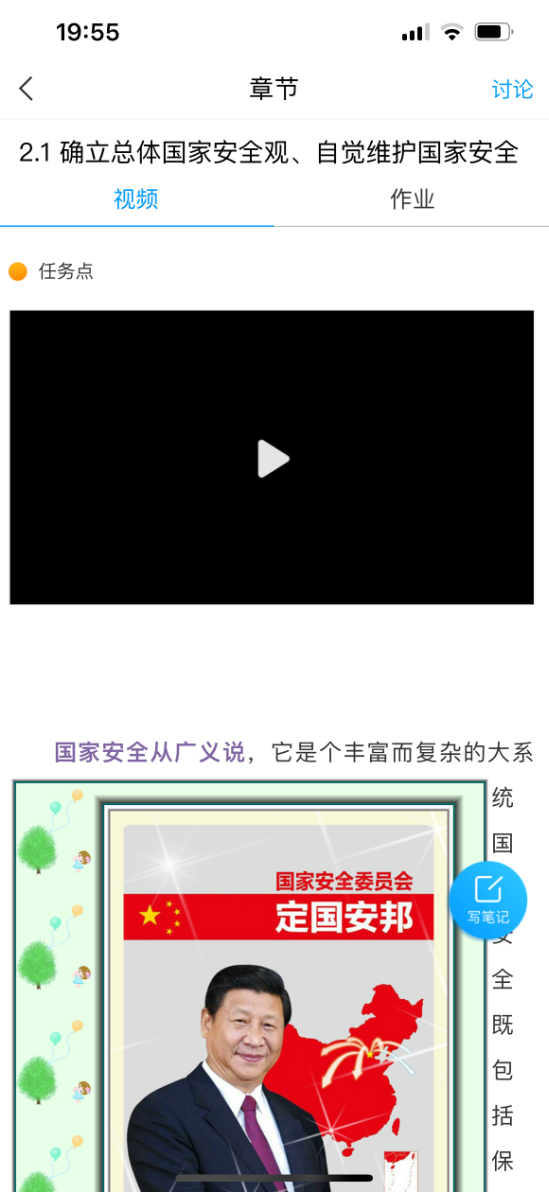 19:55
章节
讨论
2.1 确立总体国家安全观、自觉维护国家安全
视频
作业
任务点
国家安全从广义说，它是个丰富而复杂的大系
统
国
全
既
包
括
保
国家安全委员会
定国安邦
写笔记